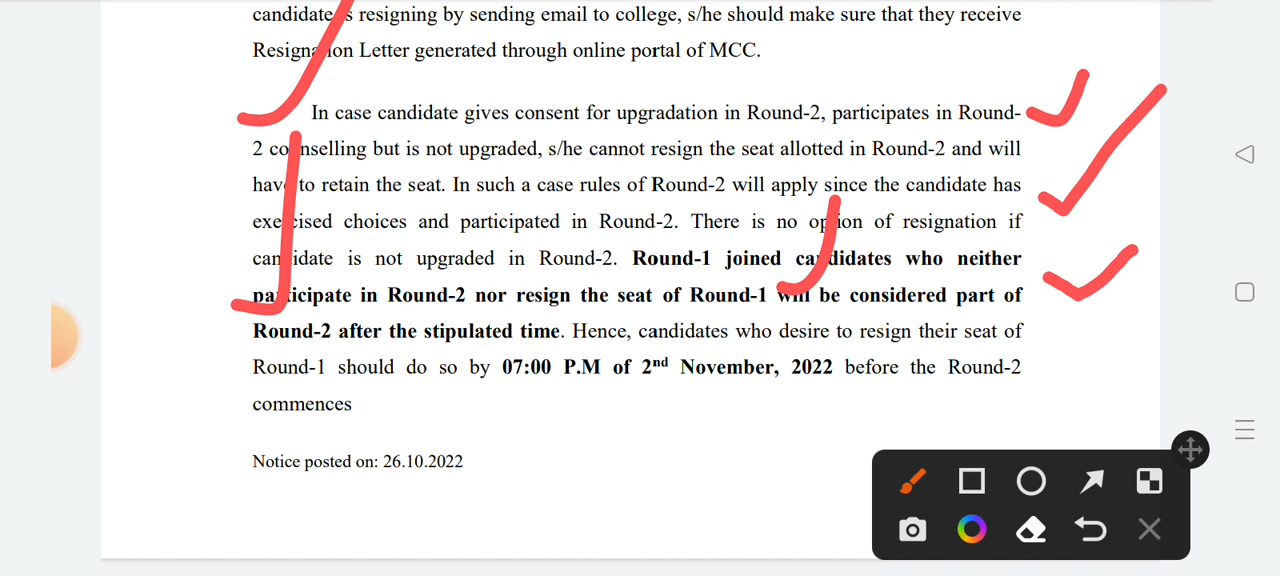 candidate is resigning by sending email to college, s/he should make sure that they receive
Resignation Letter generated through online portal of MCC.
In case candidate gives consent for upgradation in Round-2, participates in Round-
2 counselling but is not upgraded, s/he cannot resign the seat allotted in Round-2 and will
have to retain the seat. In such a case rules of Round-2 will apply since the candidate has
exercised choices and participated in Round-2. There is no option of resignation if
candidate is not upgraded in Round-2. Round-1 joined candidates who neither
participate in Round-2 nor resign the seat of Round-1 will be considered part of
Round-2 after the stipulated time. Hence, candidates who desire to resign their seat of
Round-1 should do so by 07:00 P.M of 2nd November, 2022 before the Round-2
commences
Notice posted on: 26.10.2022